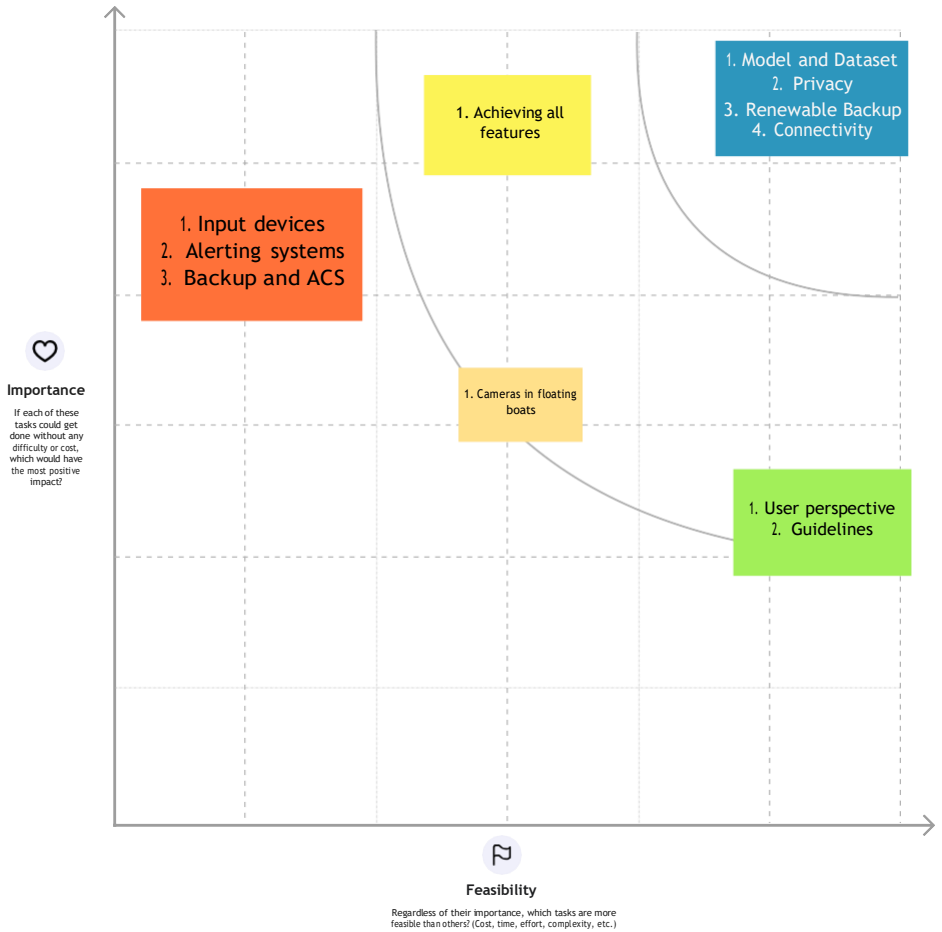 1. Model and Dataset
2. Privacy
3. Renewable Backup
4. Connectivity
1. Achieving all
features
1. Input devices
2. Alerting systems
3. Backup and ACS
Importance
If each of these
tasks could get
done without any
difficulty or cost,
which would have
the most positive
impact?
1. Cameras in floating
boats
1. User perspective
2. Guidelines
Feasibility
Regardless of their importance, which tasks are more
feasible than others? (Cost, time, effort, complexity, etc.)